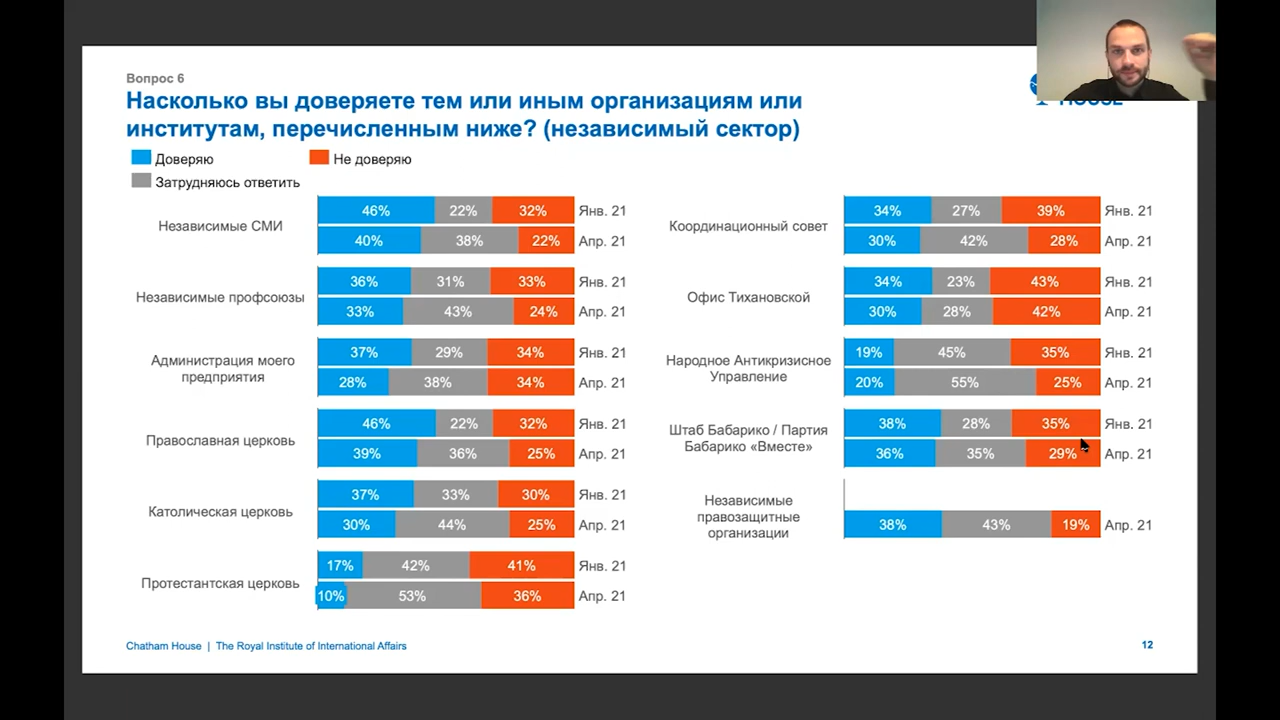 Вопрос 6
Насколько вы доверяете тем или иным организациям или
институтам, перечисленным ниже? (независимый сектор)
Доверяю
Не доверяю
Затрудняюсь ответить
Независимые СМИ
46% 22% 32% Янв. 21
40% 38% 22% Апр. 21
Независимые профсоюзы
36% 31% 33% Янв. 21
33% 43% 24% Апр. 21
Администрация моего
предприятия
37% 29% 34% Янв. 21
28% 38% 34% Апр. 21
Православная церковь
46% 22% 32% Янв. 21
39% 36% 25% Апр. 21
Католическая церковь
37% 33% 30% Янв. 21
30% 44% 25% Апр. 21
Протестантская церковь
17% 42% 41% Янв. 21
10% 53% 36% Апр. 21
Координационный совет
34% 27% 39% Янв. 21
30% 42% 28% Апр. 21
Офис Тихановской
34% 23% 43% Янв. 21
30% 28% 42% Апр. 21
Народное Антикризисное
Управление
19% 45% 35% Янв. 21
20% 55% 25% Апр. 21
Штаб Бабарико / Партия
Бабарико «Вместе»
38% 28% 35% Янв. 21
36% 35% 29% Апр. 21
Независимые
правозащитные
организации
38% 43% 19% Апр. 21
Chatham House | The Royal Institute of International Affairs
12